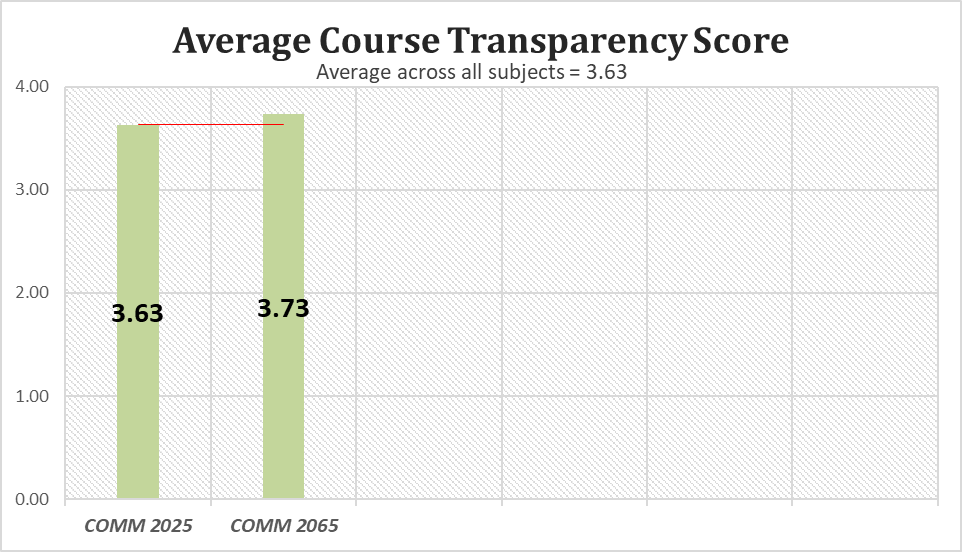 Average Course Transparency Score
Average across all subjects = 3.63
4.00
3.00
2.00
1.00
0.00
3.63
3.73
COMM 2025
COMM 2065